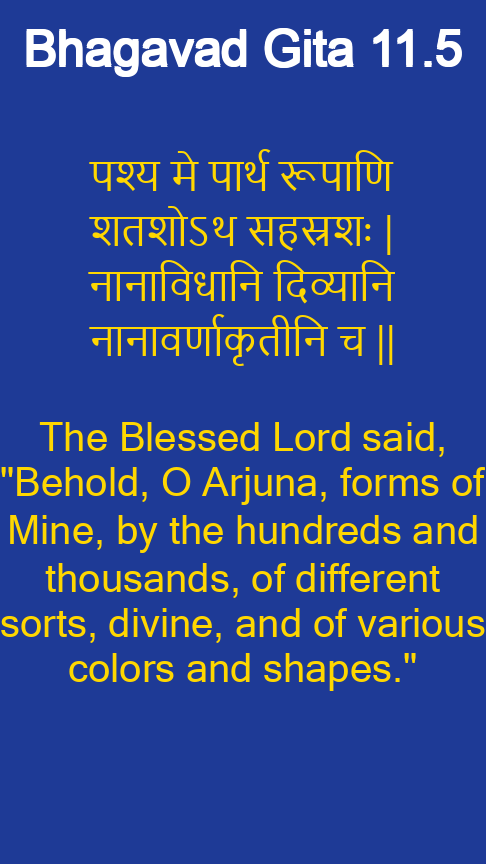 Bhagavad Gita 11.5
पश्य मे पार्थ रूपाणि
शतशोऽथ सहस्रशः |
नानाविधानि दिव्यानि
नानावर्णाकृतीनि च ||
The Blessed Lord said,
"Behold, O Arjuna, forms of
Mine, by the hundreds and
thousands, of different
sorts, divine, and of various
colors and shapes."